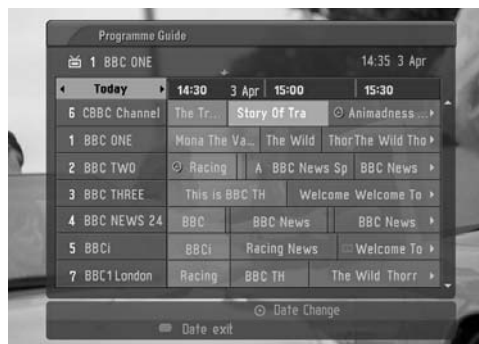 Programme Guide
1 BBC ONE 14:35 3 Apr
Today 14:30 3 Apr 15:00 15:30
6 CBBC Channel The Tr... Story Of Tra Animadness ...
1 BBC ONE Mona The Va... The Wild Thor The Wild Tho
2 BBC TWO Racing A BBC News Sp BBC News
3 BBC THREE This is BBC TH Welcome Welcome To
4 BBC NEWS 24 BBC BBC News BBC News
5 BBCi BBCi Racing News Welcome To
7 BBC1 London Racing BBC TH The Wild Thorr
Date Change
Date exit